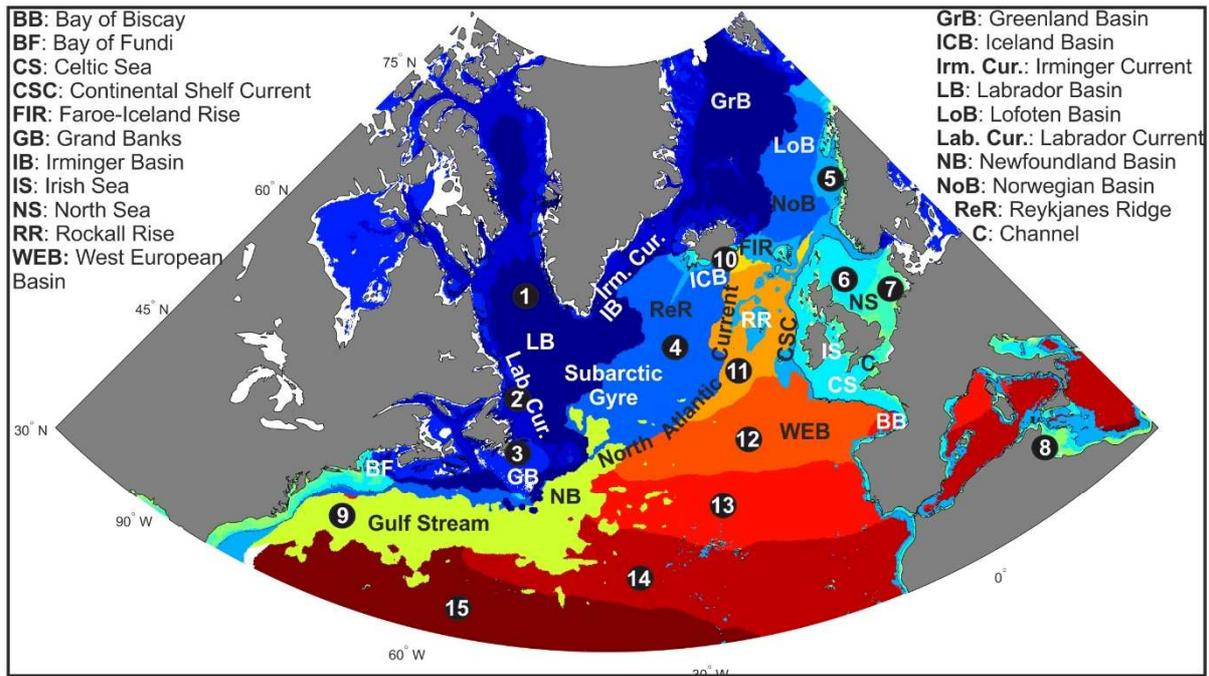 BB: Bay of Biscay
BF: Bay of Fundi
CS: Celtic Sea
CSC: Continental Shelf Current
FIR: Faroe-Iceland Rise
GB: Grand Banks
IB: Irminger Basin
IS: Irish Sea
NS: North Sea
RR: Rockall Rise
WEB: West European
Basin
GrB: Greenland Basin
ICB: Iceland Basin
Irm. Cur.: Irminger Current
LB: Labrador Basin
LoB: Lofoten Basin
Lab. Cur.: Labrador Current
NB: Newfoundland Basin
NoB: Norwegian Basin
ReR: Reykjanes Ridge
C: Channel
75° N
60° N
45° N
30° N
90° W
60° W
30° W
0°
GrB
LoB
5
NoB
10
FIR
ICB
Irm. Cur.
IB
1
ReR
6
7
NS
RR
CSC
IS
C
CS
LB
4
Subarctic
Gyre
North Atlantic Current
11
Lab. Cur.
2
3
GB
BF
12
WEB
BB
8
NB
9
Gulf Stream
13
14
15